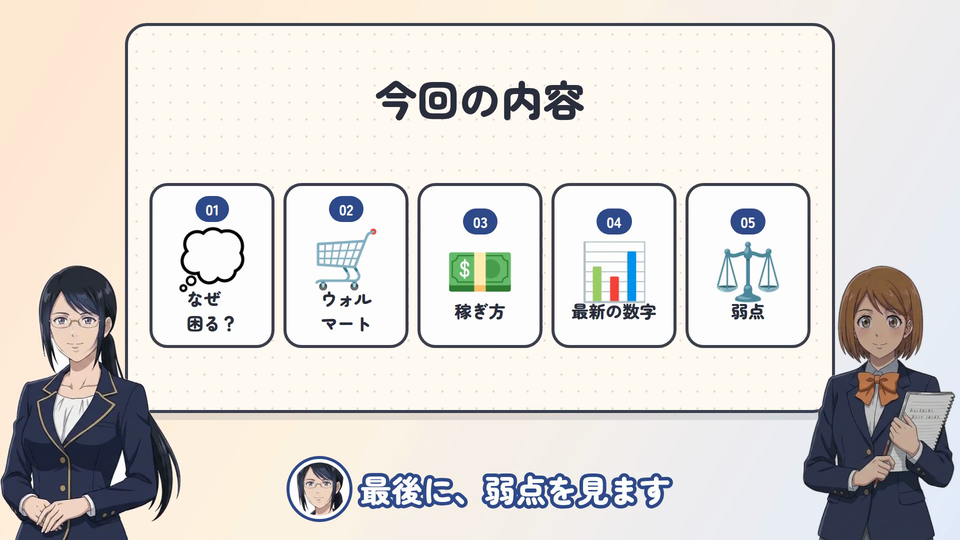 今回の内容
01
なぜ
困る？
02
ウォル
マート
03
稼ぎ方
04
最新の数字
05
弱点
最後に、弱点を見ます